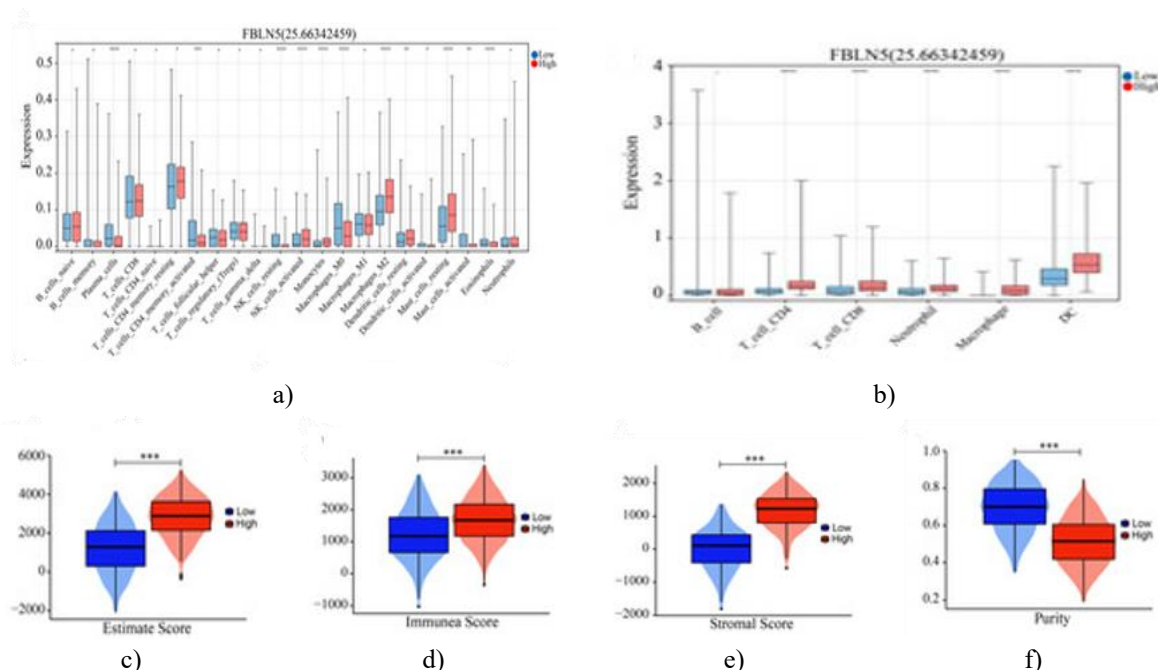 FBLN5(25.66342459)
Low
High
Expression
0.5
0.4
0.3
0.2
0.1
0.0
B_cells_naive
B_cells_memory
Plasma_cells
T_cells_CD8
T_cells_CD4_naive
T_cells_CD4_memory_resting
T_cells_CD4_memory_activated
T_cells_follicular_helper
T_cells_regulatory_(Tregs)
T_cells_gamma_delta
NK_cells_resting
NK_cells_activated
Monocytes
Macrophages_M0
Macrophages_M1
Macrophages_M2
Dendritic_cells_resting
Dendritic_cells_activated
Mast_cells_resting
Mast_cells_activated
Eosinophils
Neutrophils
a)
FBLN5(25.66342459)
Low
High
Expression
4
3
2
1
0
B_cell
T_cell_CD4
T_cell_CD8
Neutrophil
Macrophage
DC
b)
6000
4000
2000
0
−2000
***
Low
High
Estimate Score
c)
3000
2000
1000
0
−1000
***
Low
High
Immunea Score
d)
2000
1000
0
−1000
−2000
***
Low
High
Stromal Score
e)
1.0
0.8
0.6
0.4
0.2
***
Low
High
Purity
f)